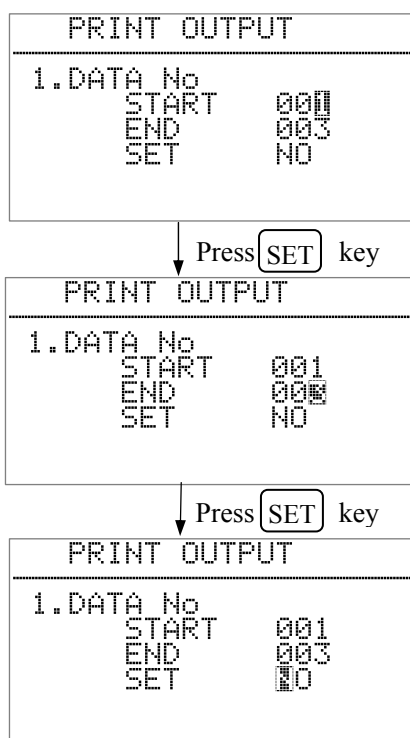 PRINT OUTPUT
1.DATA No
START 001
END 003
SET NO
Press SET key
PRINT OUTPUT
1.DATA No
START 001
END 003
SET NO
Press SET key
PRINT OUTPUT
1.DATA No
START 001
END 003
SET NO